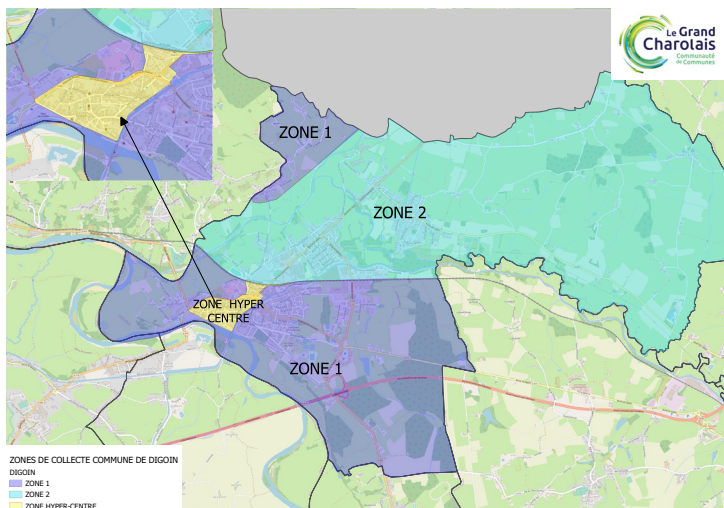 Le Grand
Charolais
Communauté
de Communes
ZONE 1
ZONE 2
ZONE HYPER
CENTRE
ZONE 1
ZONES DE COLLECTE COMMUNE DE DIGOIN
DIGOIN
ZONE 1
ZONE 2
ZONE HYPER-CENTRE